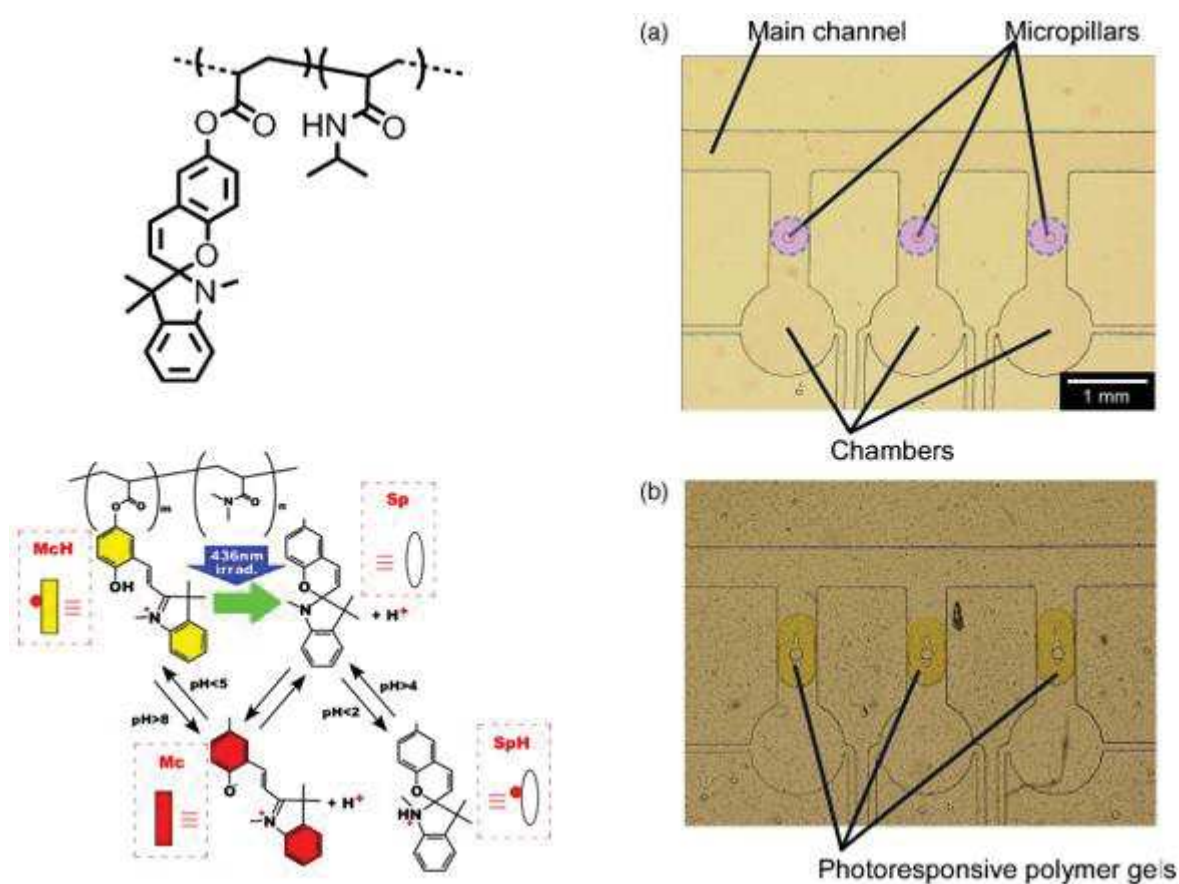 O
O
HN
O
O
N
(a)
Main channel
Micropillars
1 mm
Chambers
m
n
O
O
N
O
McH
OH
N
+
436nm
irrad.
Sp
O
N
+ H+
pH<5
pH>8
pH>4
pH<2
Mc
O
N
+
+ H+
O
HN
+
SpH
(b)
Photoresponsive polymer gels